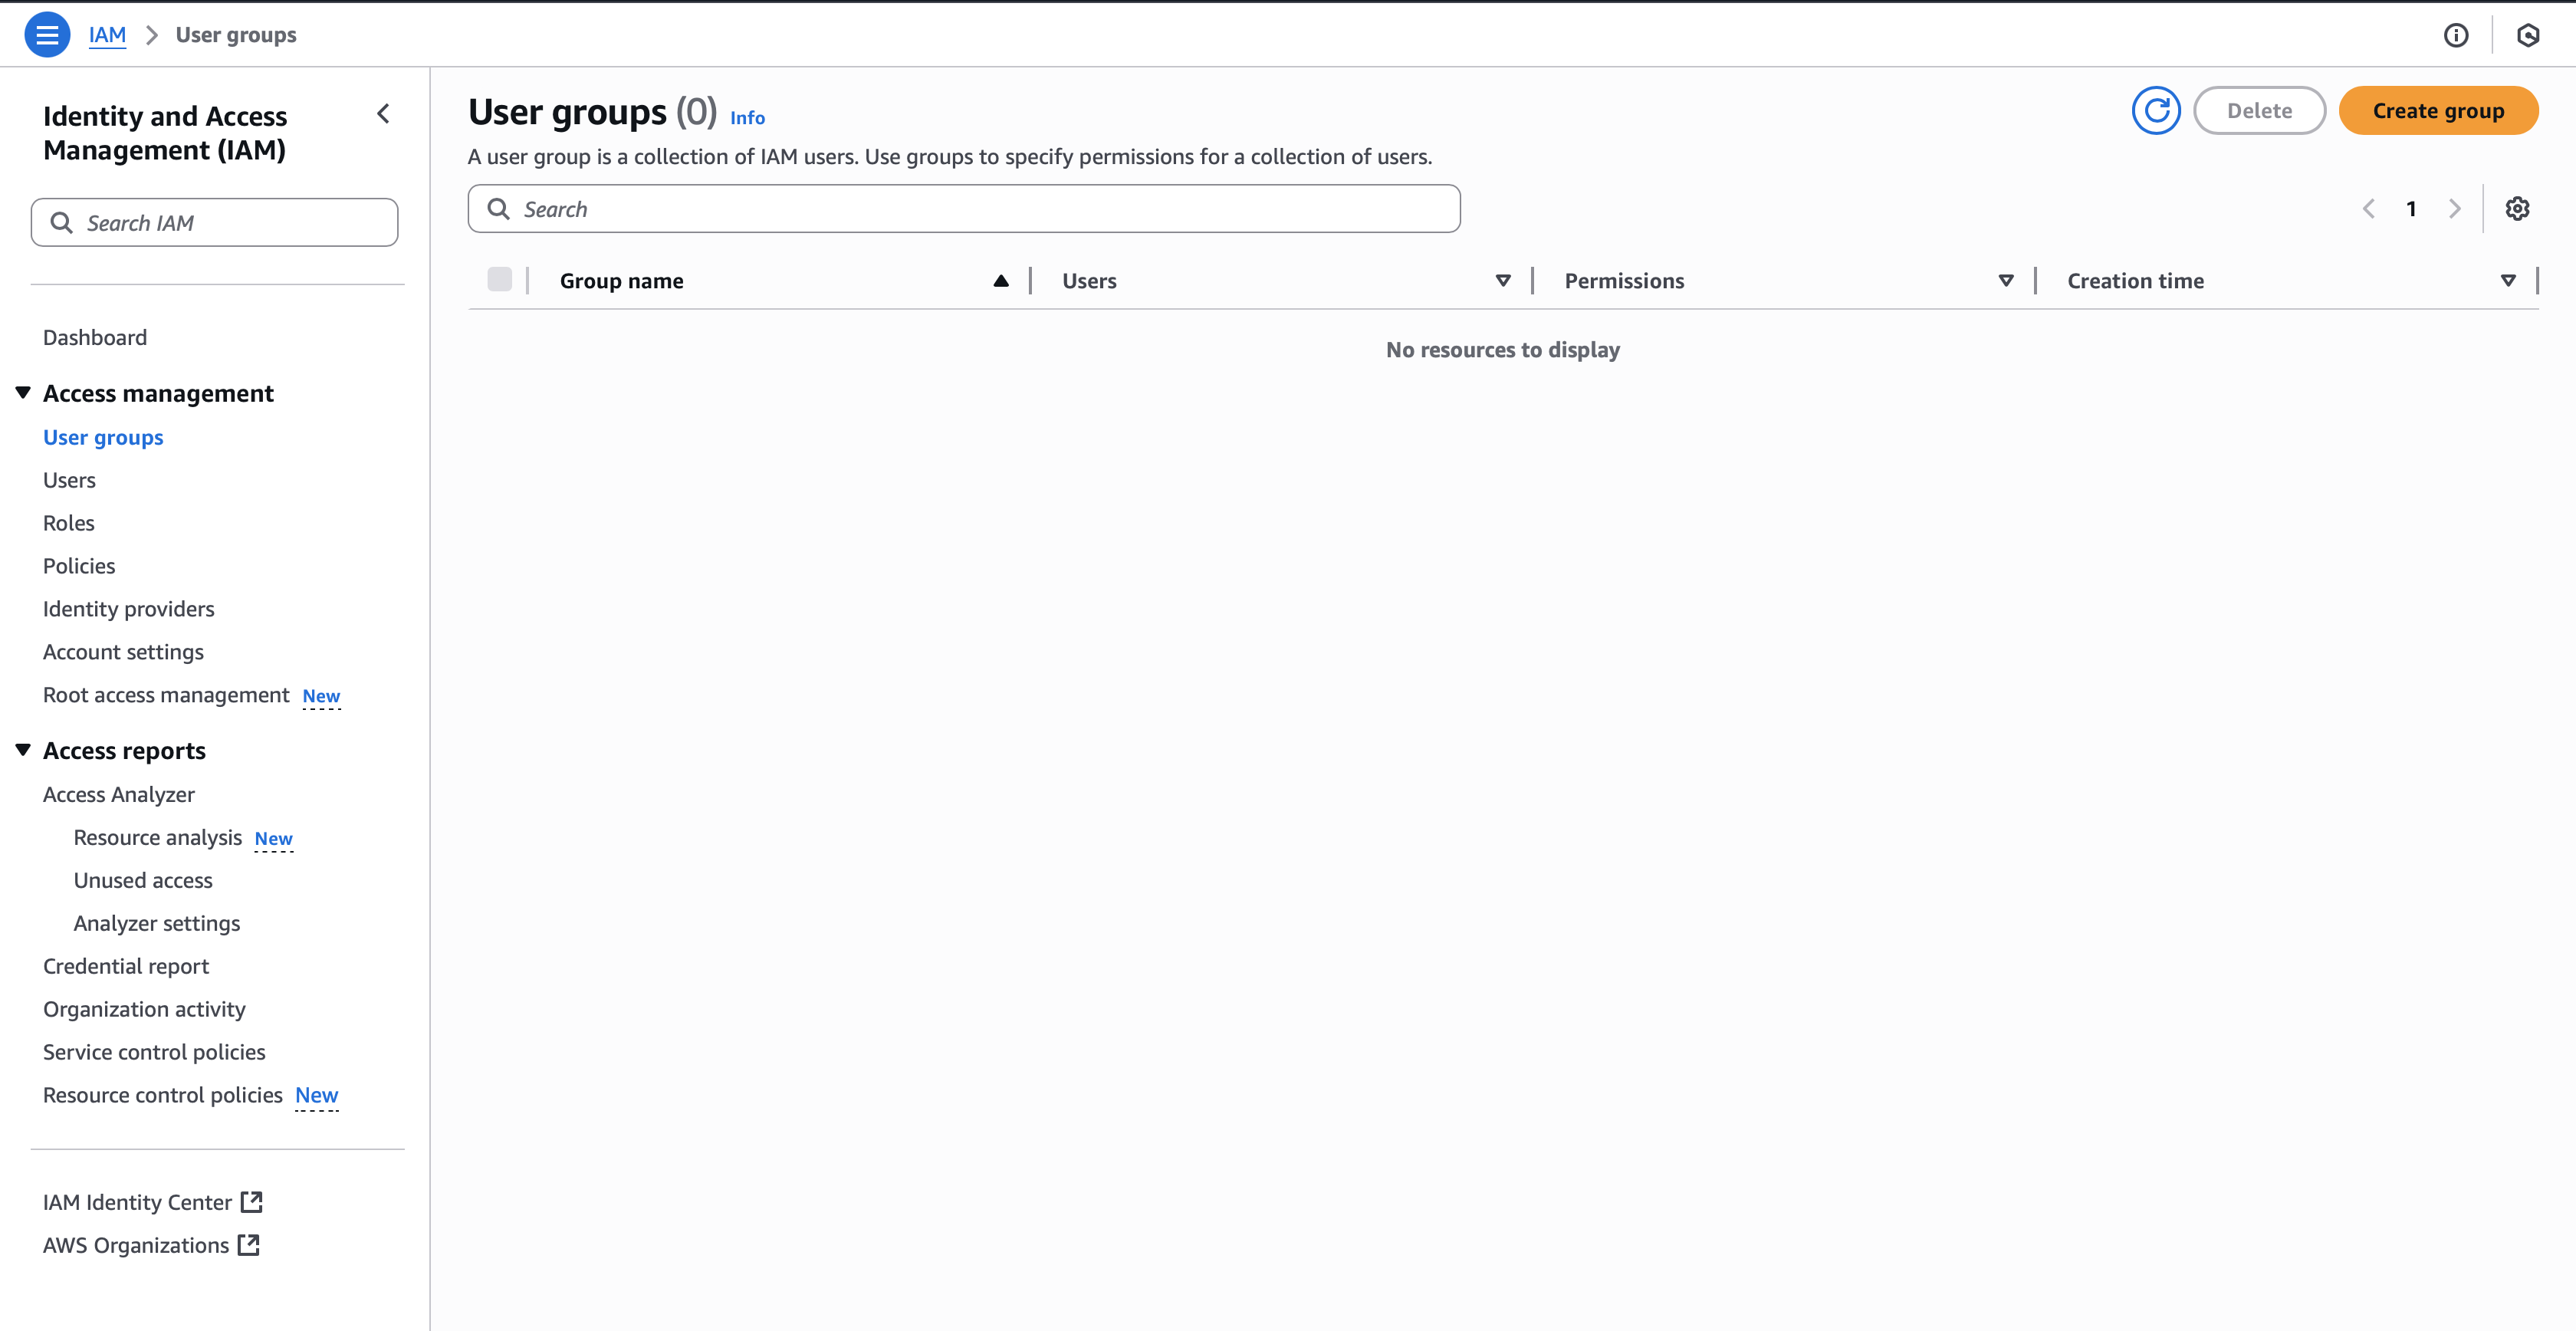 IAM > User groups
Identity and Access
Management (IAM)
Search IAM
Dashboard
Access management
User groups
Users
Roles
Policies
Identity providers
Account settings
Root access management New
Access reports
Access Analyzer
Resource analysis New
Unused access
Analyzer settings
Credential report
Organization activity
Service control policies
Resource control policies New
IAM Identity Center
AWS Organizations
User groups (0) Info
Delete
Create group
A user group is a collection of IAM users. Use groups to specify permissions for a collection of users.
Search
1
Group name Users Permissions Creation time
No resources to display